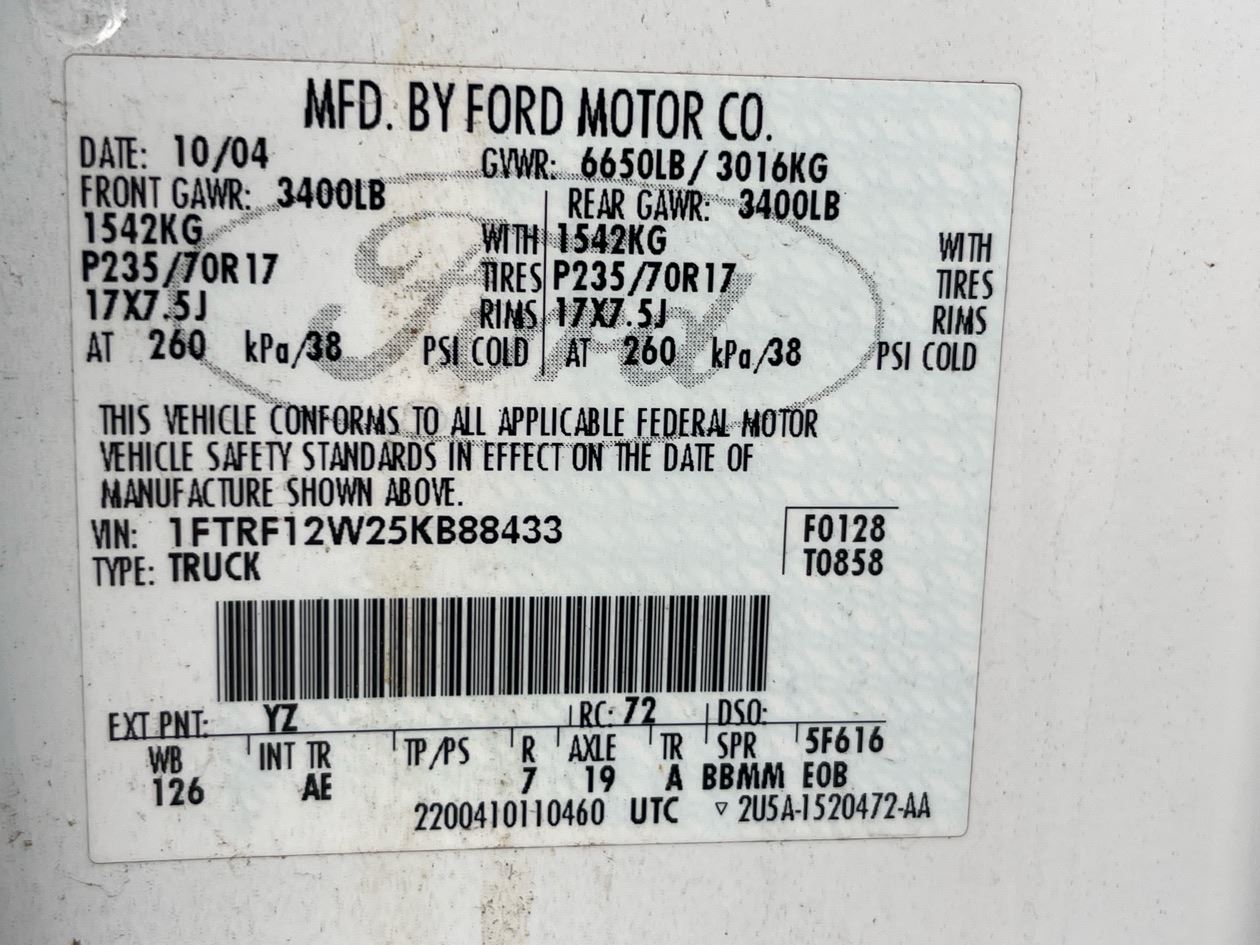 MFD. BY FORD MOTOR CO.
DATE: 10/04 GVWR: 6650LB/3016KG
FRONT GAWR: 3400LB REAR GAWR: 3400LB
1542KG WITH 1542KG WITH
P235/70R17 TIRES P235/70R17 TIRES
17X7.5J RIMS 17X7.5J RIMS
AT 260 kPa/38 PSI COLD AT 260 kPa/38 PSI COLD
Ford
THIS VEHICLE CONFORMS TO ALL APPLICABLE FEDERAL MOTOR
VEHICLE SAFETY STANDARDS IN EFFECT ON THE DATE OF
MANUFACTURE SHOWN ABOVE.
VIN: 1FTRF12W25KB88433 F0128
TYPE: TRUCK T0858
EXT PNT: YZ RC: 72 DSO:
WB INT TR TP/PS R AXLE TR SPR 5F616
126 AE 7 19 A BBMM EOB
2200410110460 UTC ▽ 2U5A-1520472-AA